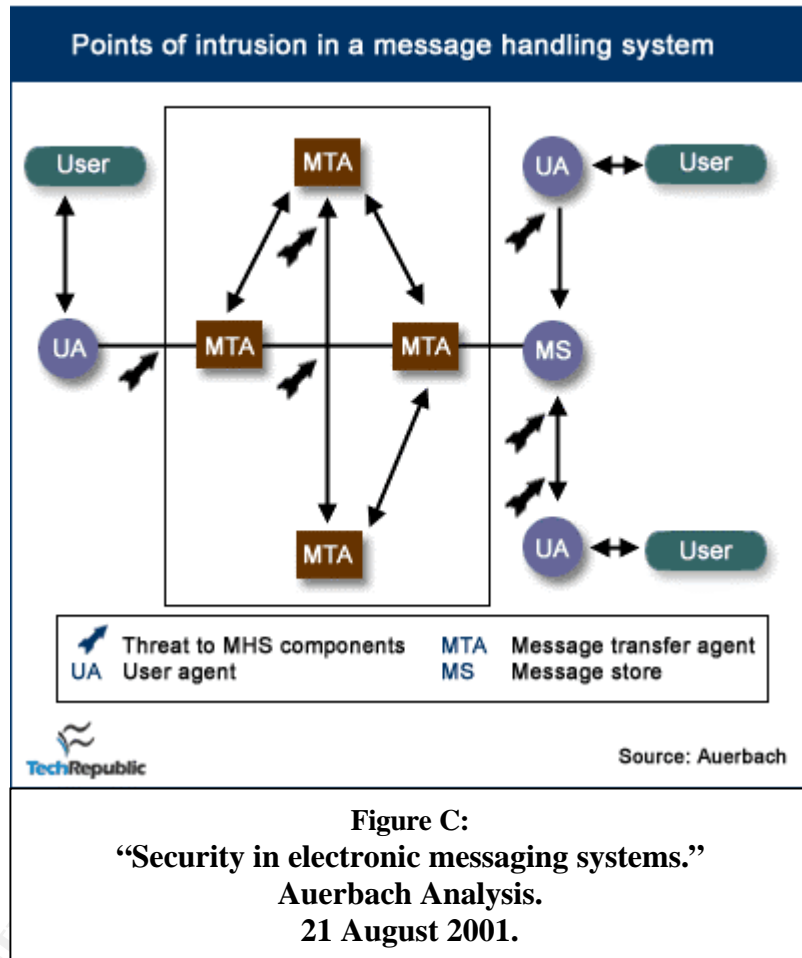 Points of intrusion in a message handling system
User
MTA
UA
User
UA
MTA
MTA
MS
MTA
UA
User
Threat to MHS components
MTA Message transfer agent
UA User agent
MS Message store
TechRepublic
Source: Auerbach
Figure C:
“Security in electronic messaging systems.”
Auerbach Analysis.
21 August 2001.